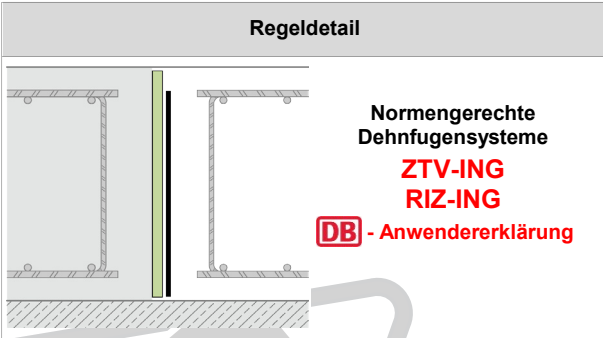 Regeldetail
Normengerechte
Dehnfugensysteme
ZTV-ING
RIZ-ING
DB - Anwendererklärung